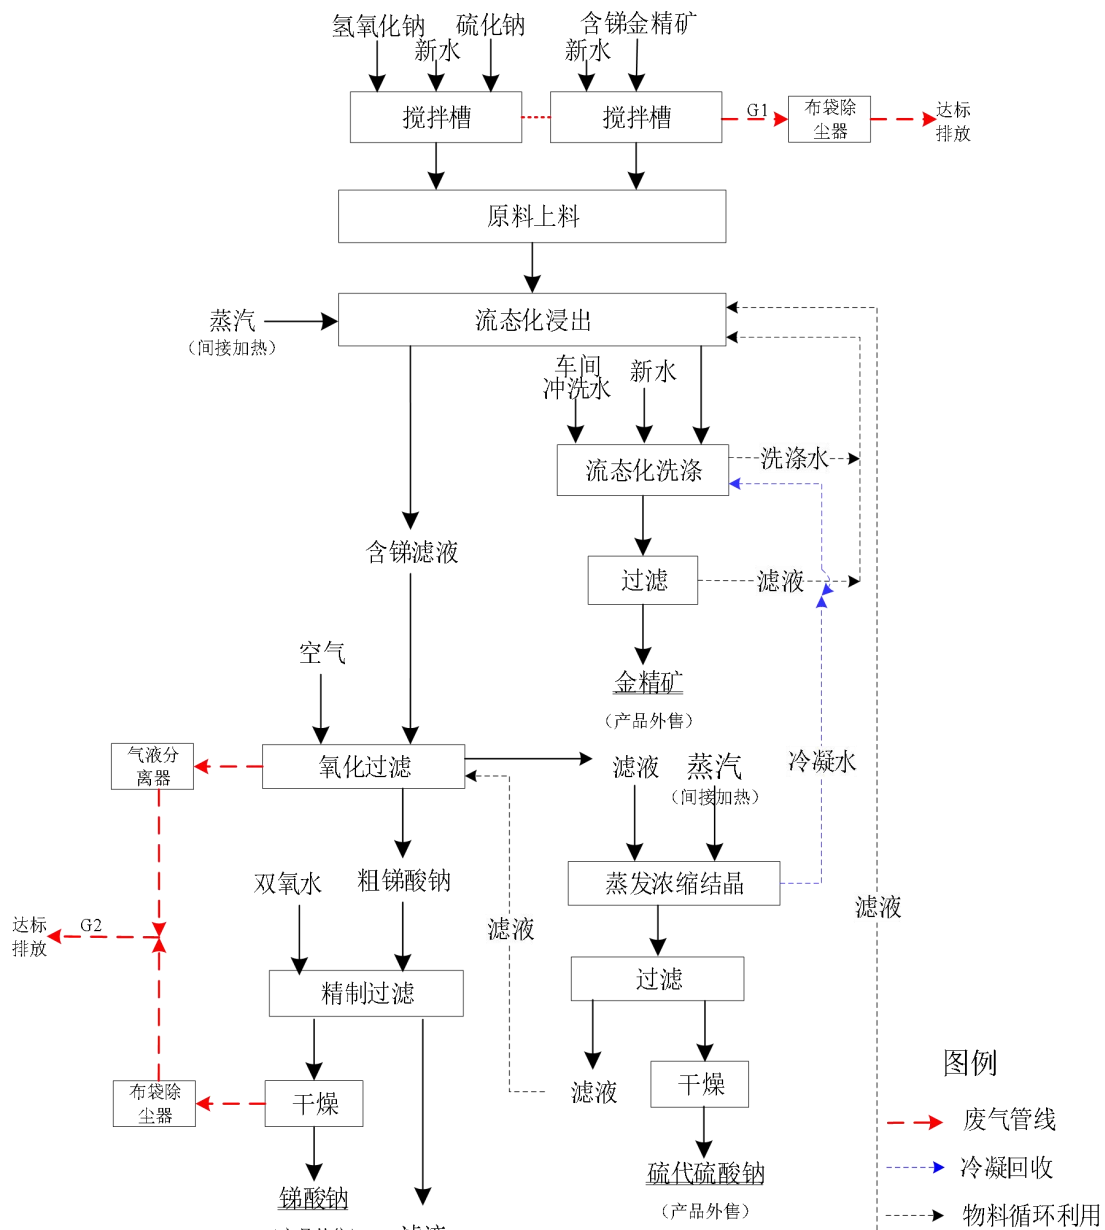 氢氧化钠
硫化钠
含锑金精矿
新水
新水
搅拌槽
搅拌槽
G1
布袋除
尘器
达标
排放
原料上料
蒸汽
（间接加热）
流态化浸出
车间
冲洗水
新水
流态化洗涤
洗涤水
含锑滤液
过滤
滤液
空气
金精矿
（产品外售）
气液分
离器
氧化过滤
滤液
蒸汽
（间接加热）
冷凝水
双氧水
粗锑酸钠
蒸发浓缩结晶
滤液
滤液
达标
排放
G2
精制过滤
过滤
图例
布袋除
尘器
干燥
滤液
干燥
废气管线
冷凝回收
物料循环利用
锑酸钠
硫代硫酸钠
（产品外售）
（产品外售）
滤液